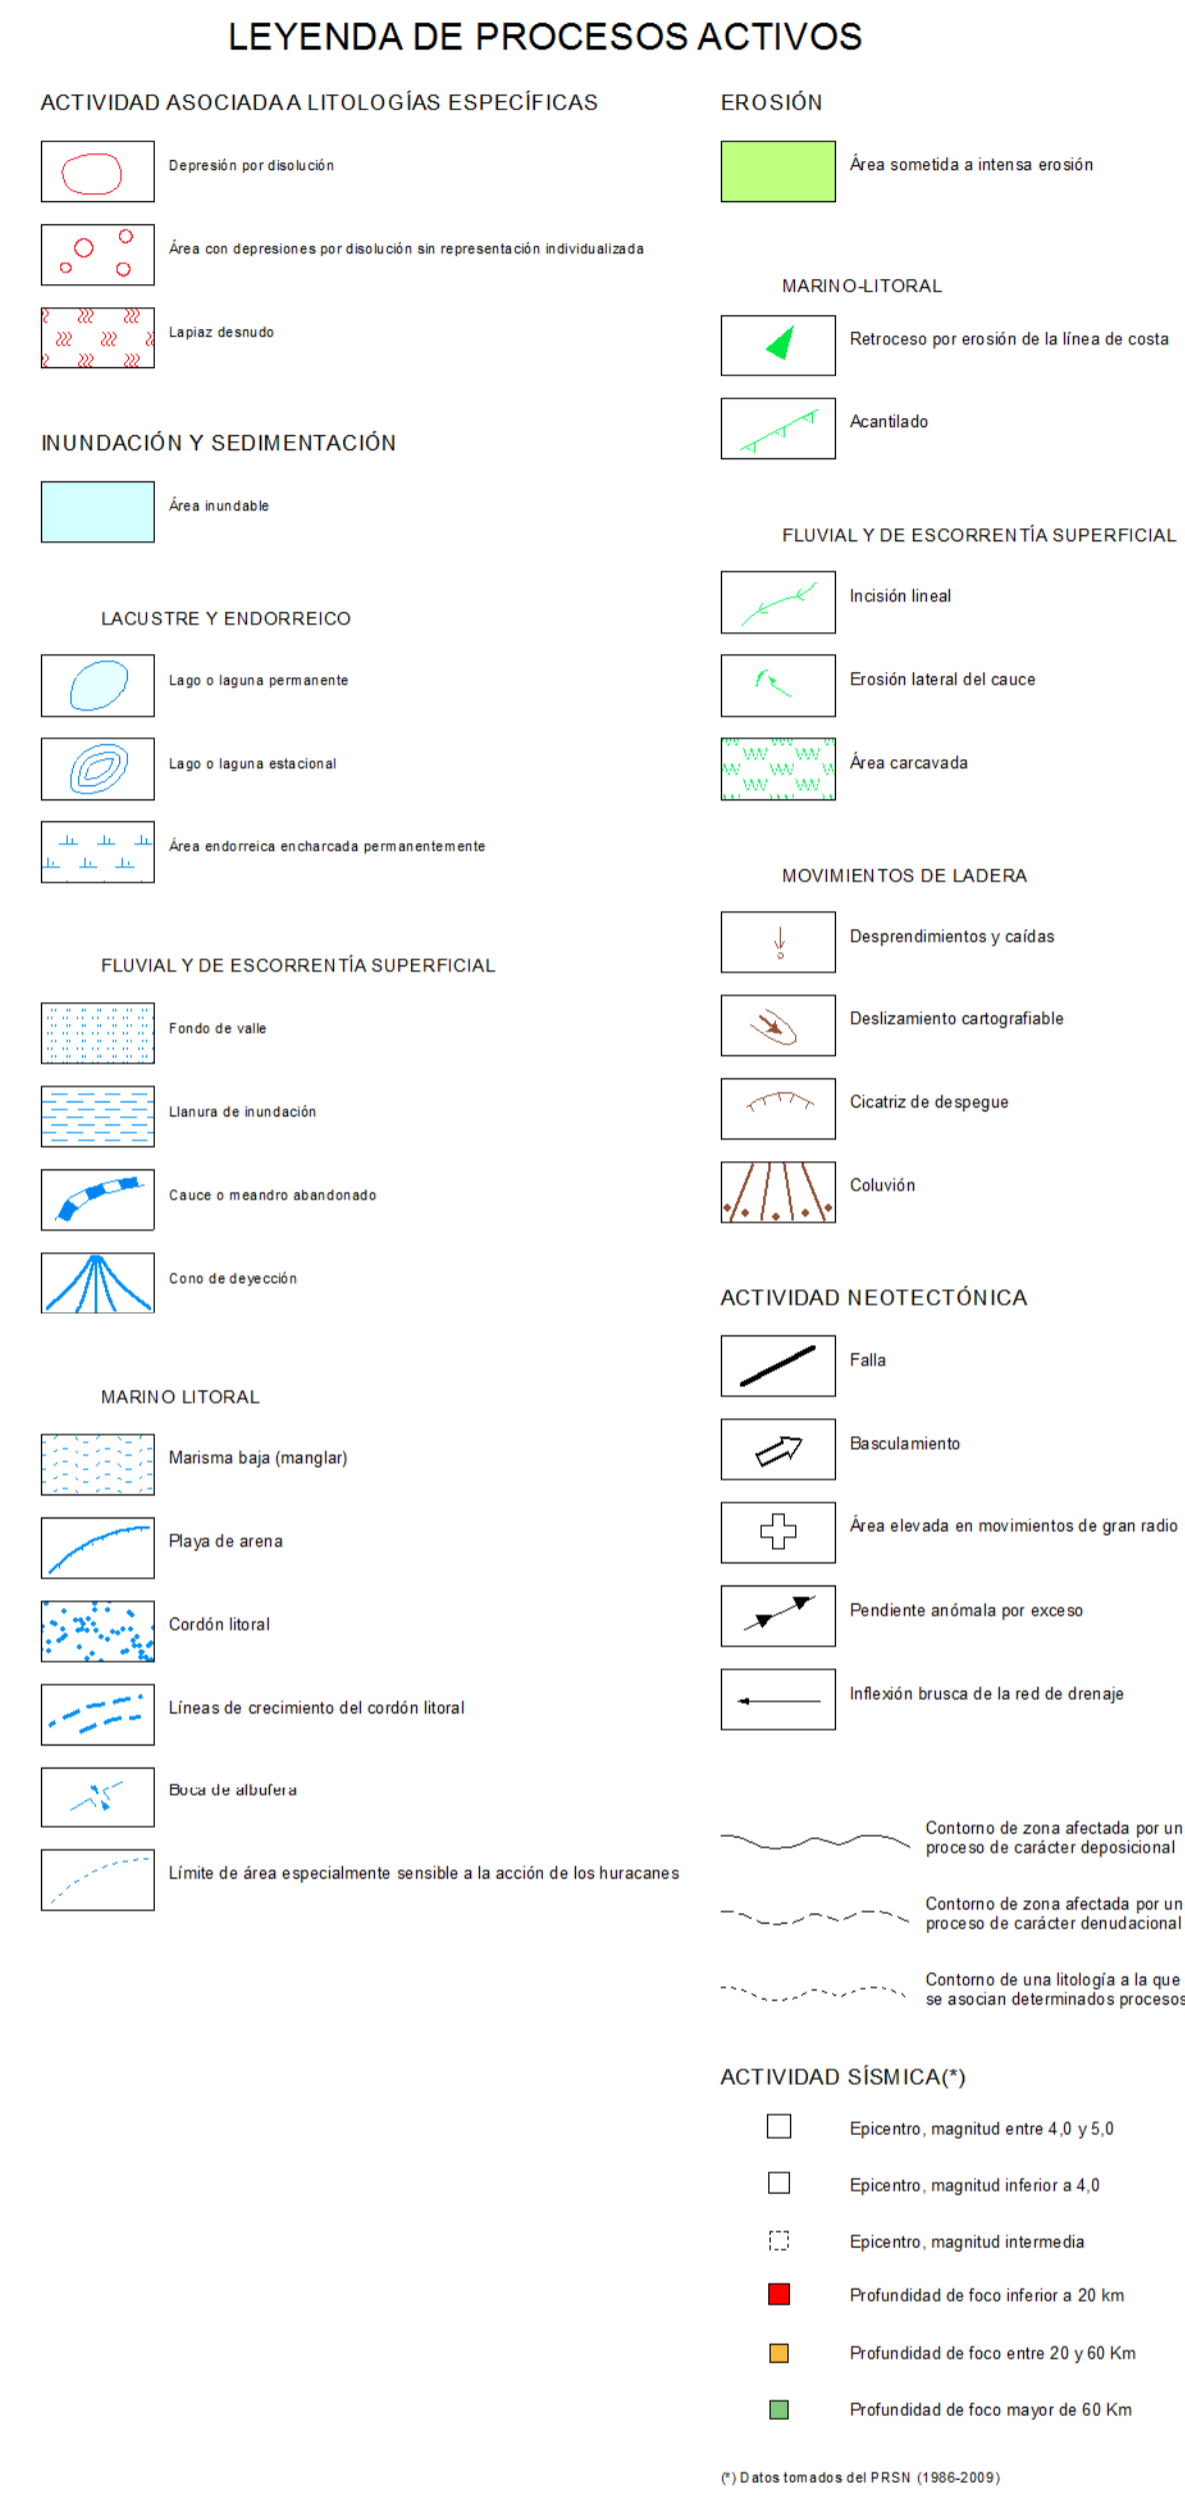 LEYENDA DE PROCESOS ACTIVOS
ACTIVIDAD ASOCIADA A LITOLOGÍAS ESPECÍFICAS
Depresión por disolución
Área con depresiones por disolución sin representación individualizada
Lapiaz desnudo
INUNDACIÓN Y SEDIMENTACIÓN
Área inundable
LACUSTRE Y ENDORREICO
Lago o laguna permanente
Lago o laguna estacional
Área endorreica encharcada permanentemente
FLUVIAL Y DE ESCORRENTÍA SUPERFICIAL
Fondo de valle
Llanura de inundación
Cauce o meandro abandonado
Cono de deyección
MARINO LITORAL
Marisma baja (manglar)
Playa de arena
Cordón litoral
Líneas de crecimiento del cordón litoral
Boca de albufera
Límite de área especialmente sensible a la acción de los huracanes
EROSIÓN
Área sometida a intensa erosión
MARINO-LITORAL
Retroceso por erosión de la línea de costa
Acantilado
FLUVIAL Y DE ESCORRENTÍA SUPERFICIAL
Incisión lineal
Erosión lateral del cauce
Área carcavada
MOVIMIENTOS DE LADERA
Desprendimientos y caídas
Deslizamiento cartografiable
Cicatriz de despegue
Coluvión
ACTIVIDAD NEOTECTÓNICA
Falla
Basculamiento
Área elevada en movimientos de gran radio
Pendiente anómala por exceso
Inflexión brusca de la red de drenaje
Contorno de zona afectada por un
proceso de carácter deposicional
Contorno de zona afectada por un
proceso de carácter denudacional
Contorno de una litología a la que
se asocian determinados procesos
ACTIVIDAD SÍSMICA(*)
Epicentro, magnitud entre 4,0 y 5,0
Epicentro, magnitud inferior a 4,0
Epicentro, magnitud intermedia
Profundidad de foco inferior a 20 km
Profundidad de foco entre 20 y 60 Km
Profundidad de foco mayor de 60 Km
(*) Datos tomados del PRSN (1986-2009)